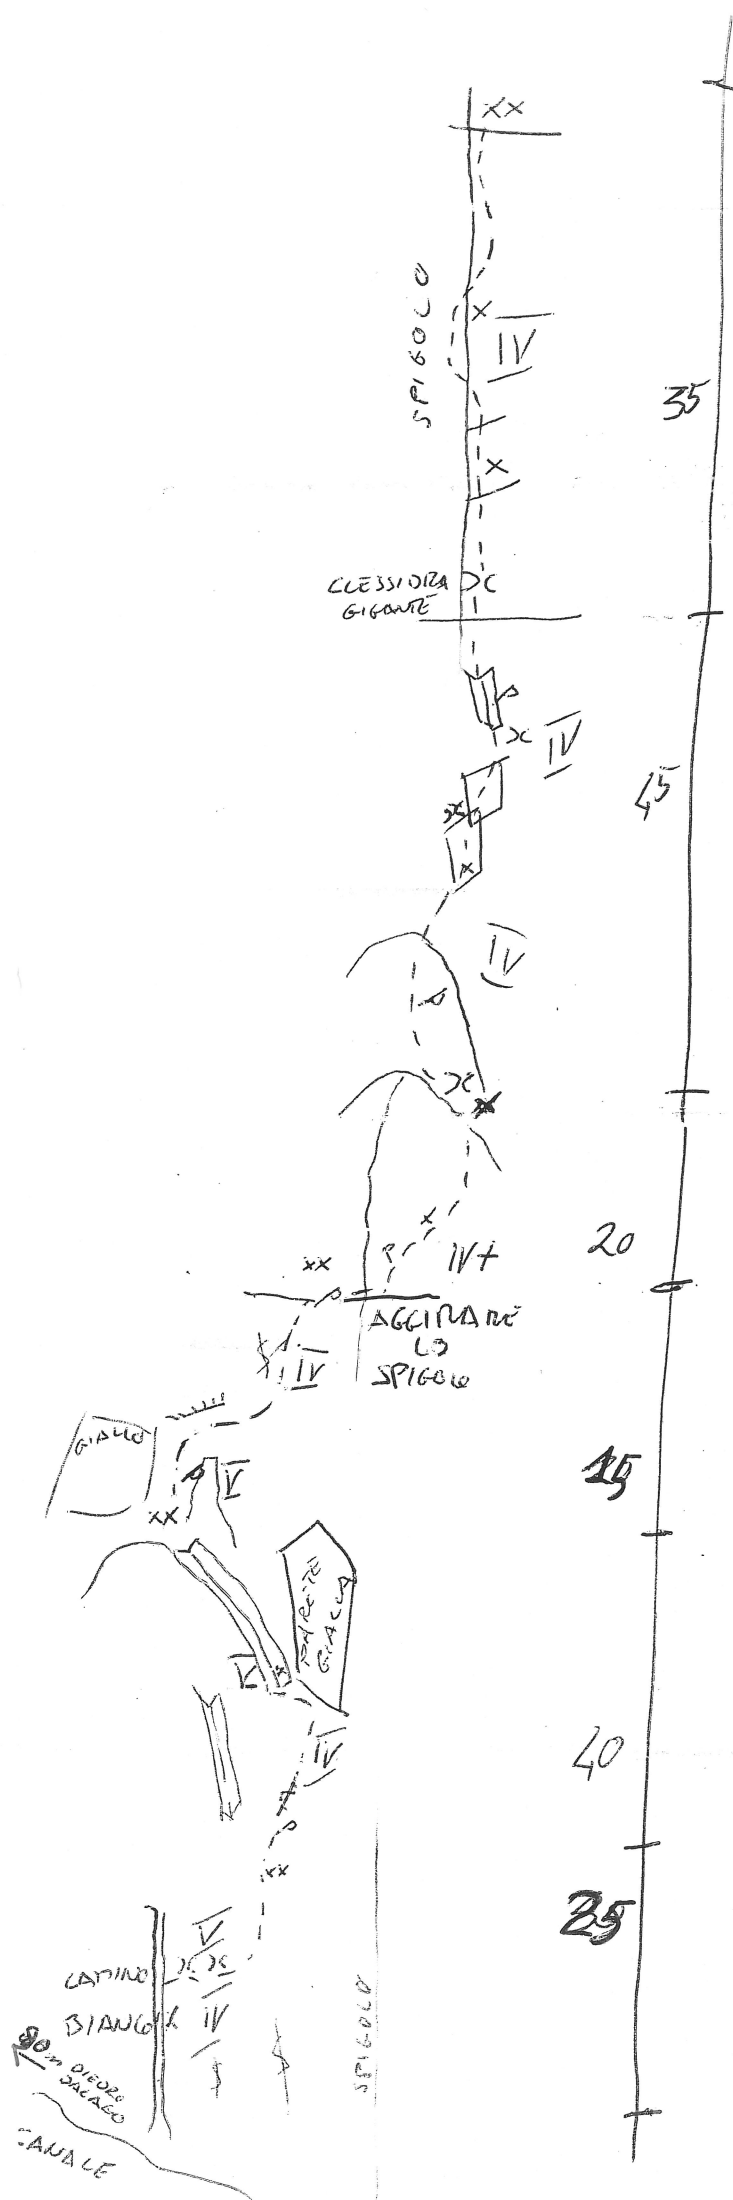 XX
SPIGOLO
X
IV
35
X
CLESSIDRA
GIGANTE
IV
45
X
IV
20
X
IV+
XX
AGGIRARE
LO
SPIGOLO
IV
GIALLO
V
15
XX
PARETE
GIALLA
V
IV
40
XX
25
V
CAMINO
BIANCO
IV
SPIGOLO
80m DIEDRO
CANALE